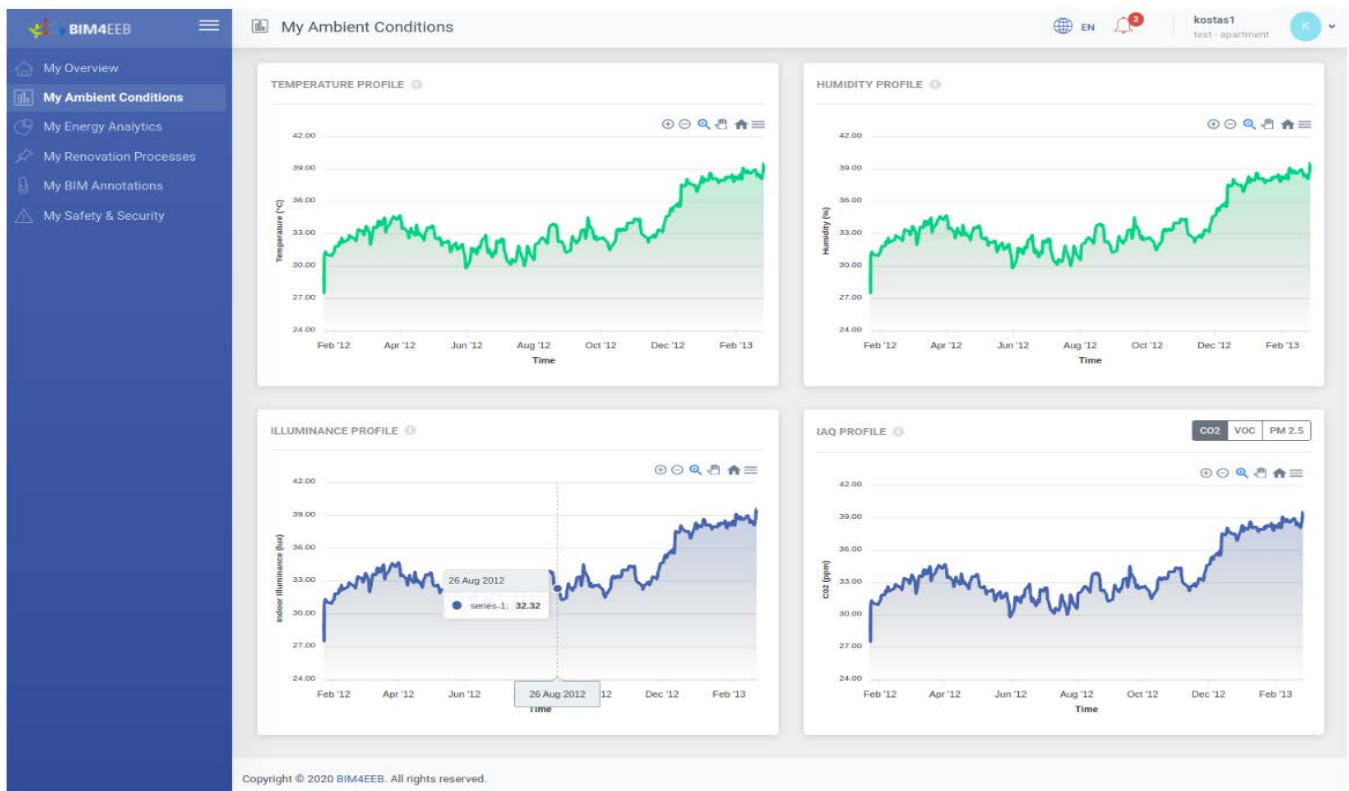 BIM4EEB
My Ambient Conditions
EN
2
kostas1
test - apartment
K
My Overview
My Ambient Conditions
My Energy Analytics
My Renovation Processes
My BIM Annotations
My Safety & Security
TEMPERATURE PROFILE
42.00
39.00
36.00
33.00
30.00
27.00
24.00
Temperature (°C)
Feb '12 Apr '12 Jun '12 Aug '12 Oct '12 Dec '12 Feb '13
Time
HUMIDITY PROFILE
42.00
39.00
36.00
33.00
30.00
27.00
24.00
Humidity (%)
Feb '12 Apr '12 Jun '12 Aug '12 Oct '12 Dec '12 Feb '13
Time
ILLUMINANCE PROFILE
42.00
39.00
36.00
33.00
30.00
27.00
24.00
Indoor Illuminance (lux)
26 Aug 2012
series-1: 32.32
Feb '12 Apr '12 Jun '12 26 Aug 2012 12 Dec '12 Feb '13
Time
IAQ PROFILE
CO2 VOC PM 2.5
42.00
39.00
36.00
33.00
30.00
27.00
24.00
CO2 (ppm)
Feb '12 Apr '12 Jun '12 Aug '12 Oct '12 Dec '12 Feb '13
Time
Copyright © 2020 BIM4EEB. All rights reserved.